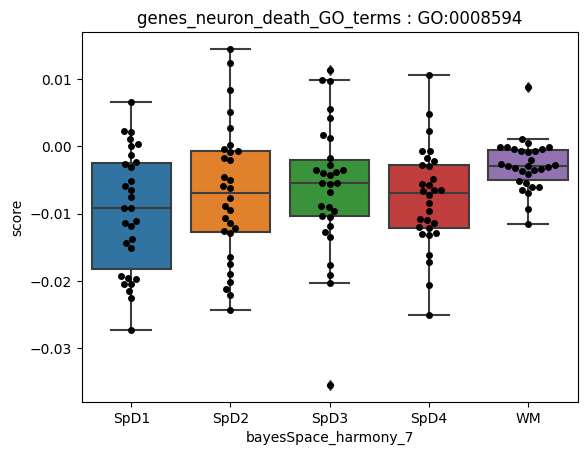 genes_neuron_death_GO_terms : GO:0008594
score
0.01
0.00
−0.01
−0.02
−0.03
SpD1 SpD2 SpD3 SpD4 WM
bayesSpace_harmony_7